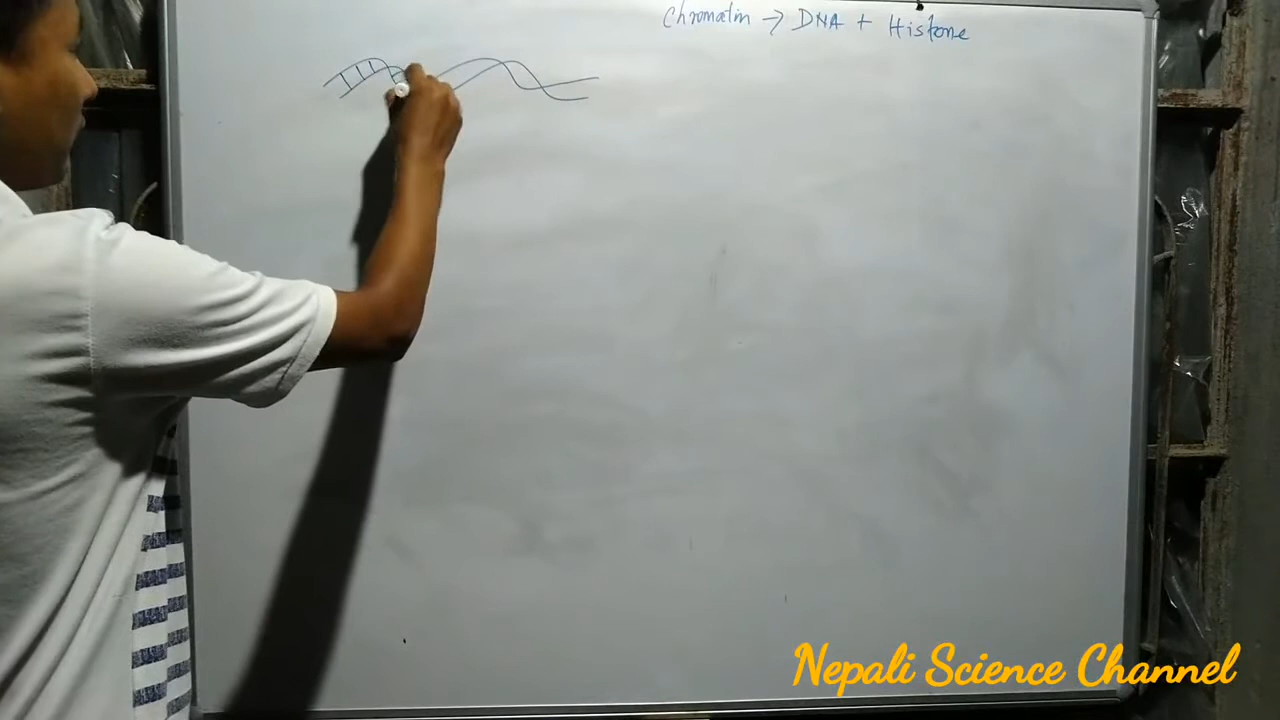 Chromatin → DNA + Histone
Nepali Science Channel